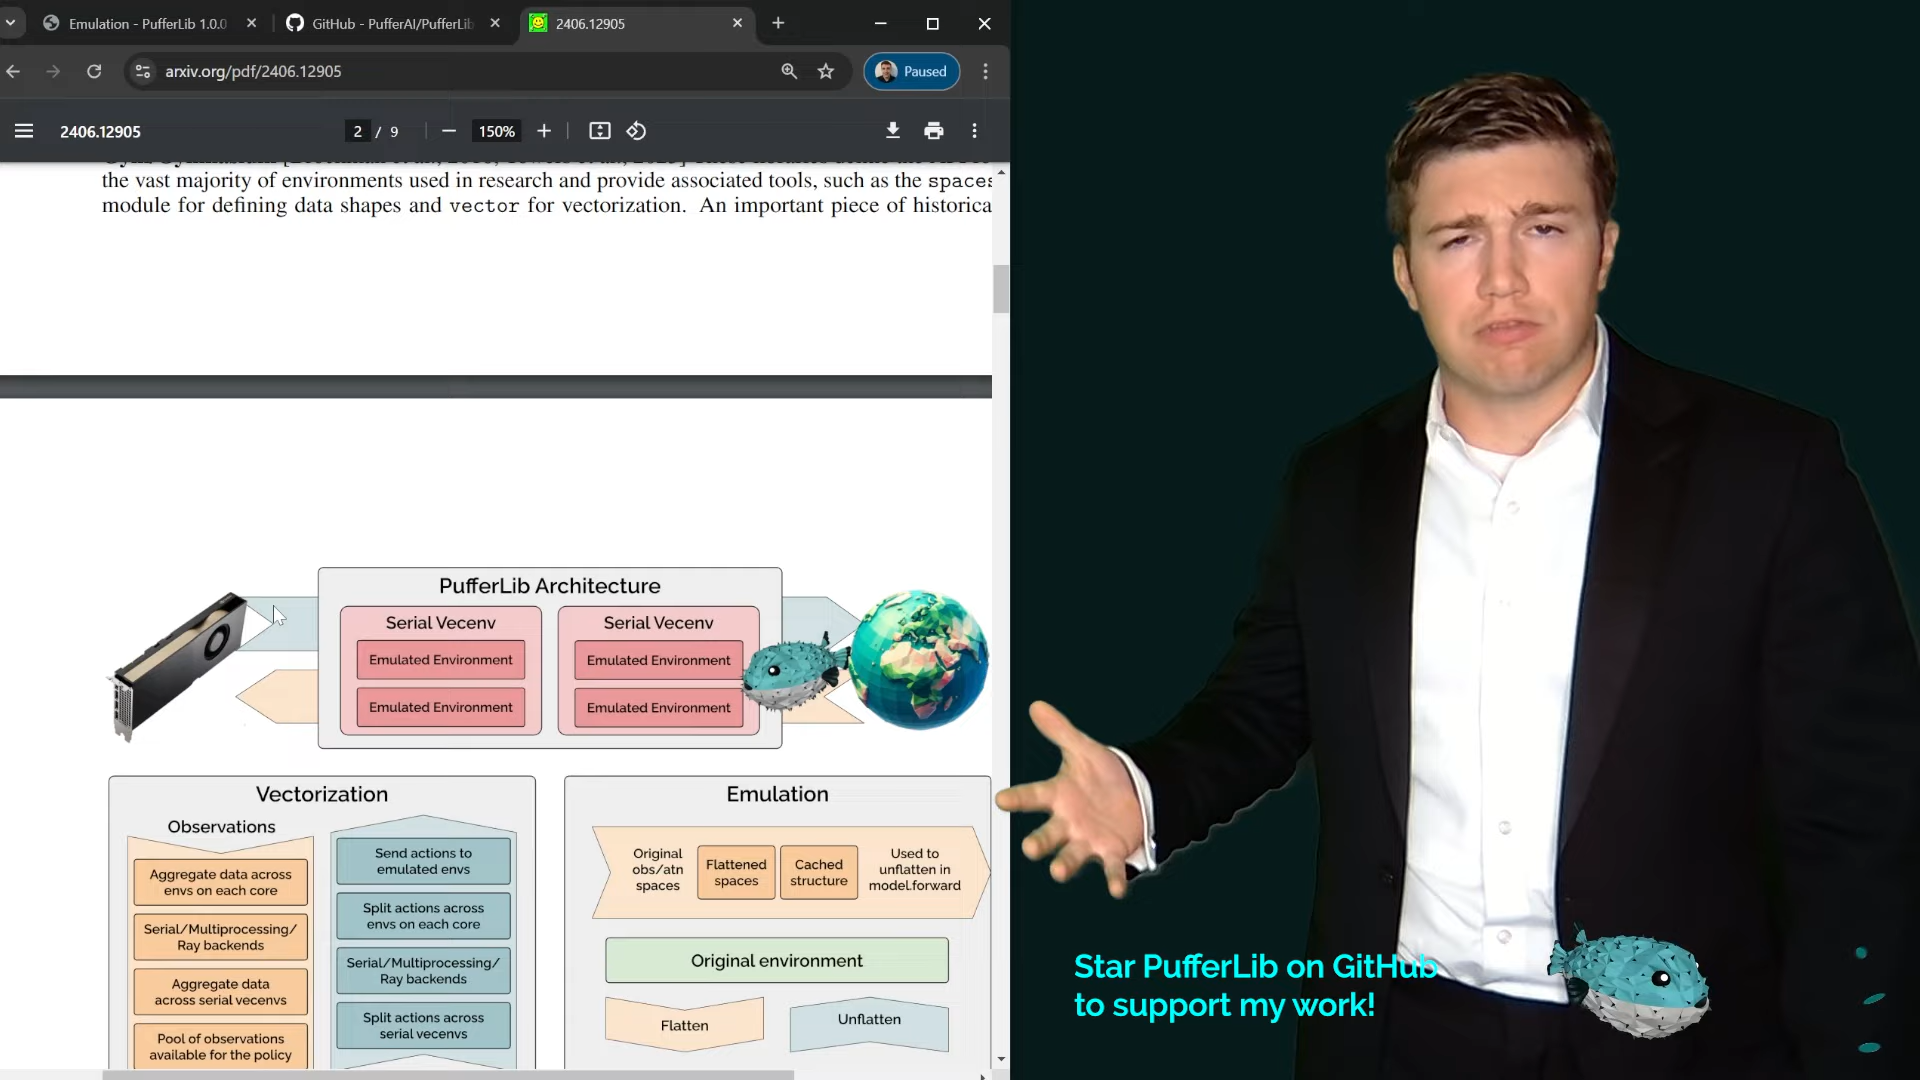 Emulation - PufferLib 1.0.0
GitHub - PufferAI/PufferLib
2406.12905
arxiv.org/pdf/2406.12905
Paused
2406.12905
2 / 9
150%
the vast majority of environments used in research and provide associated tools, such as the spaces
module for defining data shapes and vector for vectorization. An important piece of historica
PufferLib Architecture
Serial Vecenv
Emulated Environment
Emulated Environment
Serial Vecenv
Emulated Environment
Emulated Environment
Vectorization
Observations
Aggregate data across
envs on each core
Serial/Multiprocessing/
Ray backends
Aggregate data
across serial vecenvs
Pool of observations
available for the policy
Send actions to
emulated envs
Split actions across
envs on each core
Serial/Multiprocessing/
Ray backends
Split actions across
serial vecenvs
Emulation
Original
obs/atn
spaces
Flattened
spaces
Cached
structure
Used to
unflatten in
model.forward
Original environment
Flatten
Unflatten
Star PufferLib on GitHub
to support my work!